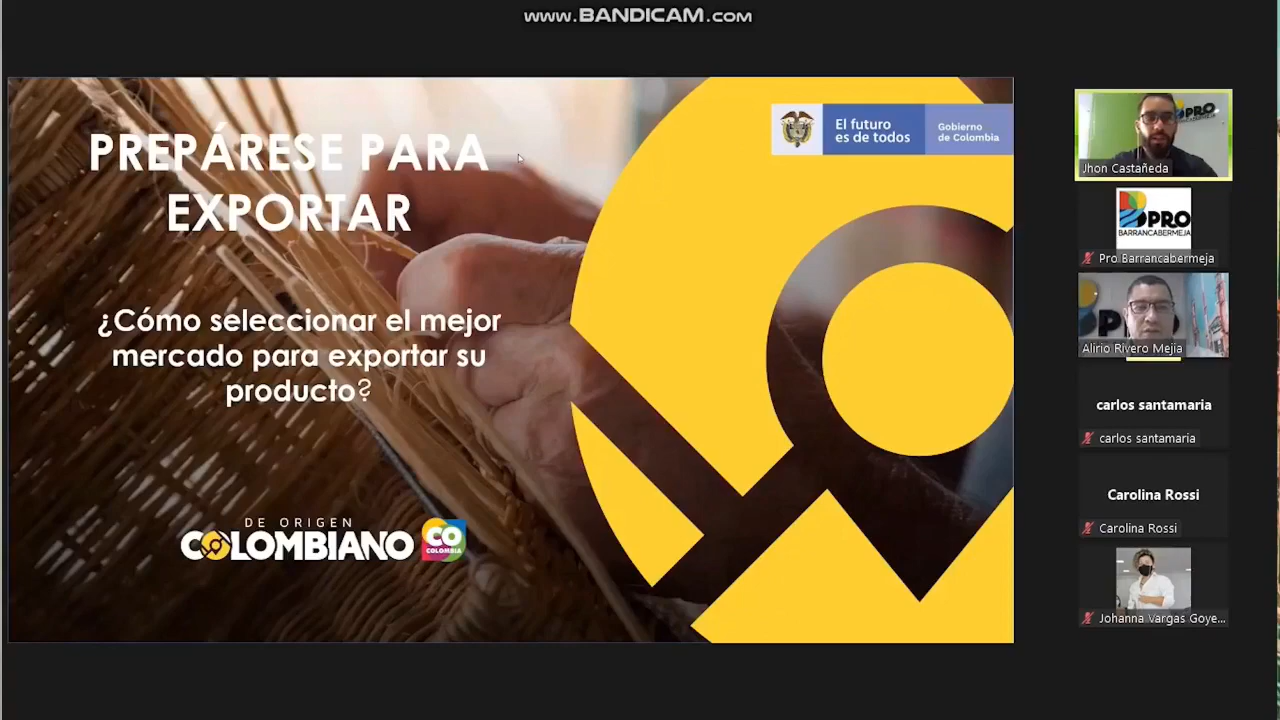 www.BANDICAM.com
PREPÁRESE PARA
EXPORTAR
¿Cómo seleccionar el mejor
mercado para exportar su
producto?
DE ORIGEN
COLOMBIANO
CO
COLOMBIA
El futuro
es de todos
Gobierno
de Colombia
PRO
BARRANCABERMEJA
Jhon Castañeda
PRO
BARRANCABERMEJA
Pro Barrancabermeja
Alirio Rivero Mejia
carlos santamaria
carlos santamaria
Carolina Rossi
Carolina Rossi
Johanna Vargas Goye...